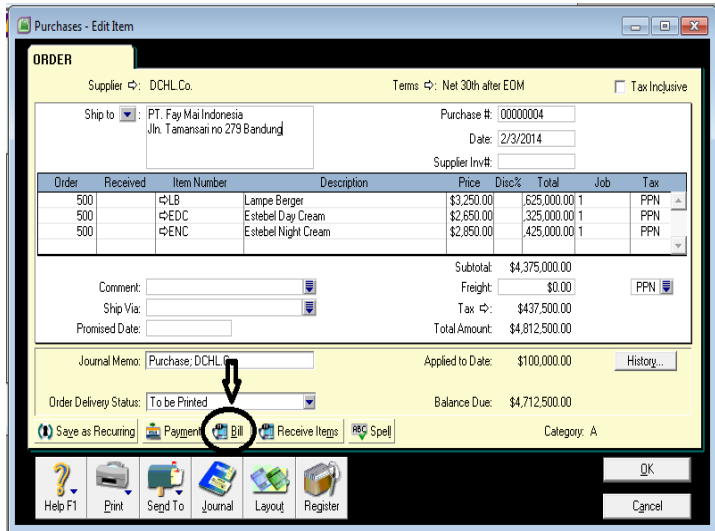 Purchases - Edit Item
ORDER
Supplier ⇨: DCHL.Co. Terms ⇨: Net 30th after EOM Tax Inclusive
Ship to : PT. Fay Mai Indonesia Purchase #: 00000004
Jln. Tamansari no 279 Bandung Date: 2/3/2014
Supplier Inv#:
Order Received Item Number Description Price Disc% Total Job Tax
500 ⇨LB Lampe Berger $3,250.00 ,625,000.00 1 PPN
500 ⇨EDC Estebel Day Cream $2,650.00 ,325,000.00 1 PPN
500 ⇨ENC Estebel Night Cream $2,850.00 ,425,000.00 1 PPN
Subtotal: $4,375,000.00
Comment: Freight: $0.00 PPN
Ship Via: Tax ⇨: $437,500.00
Promised Date: Total Amount: $4,812,500.00
Journal Memo: Purchase; DCHL. Applied to Date: $100,000.00 History...
Order Delivery Status: To be Printed Balance Due: $4,712,500.00
Save as Recurring Payment Bill Receive Items ABC Spell Category: A
Help F1 Print Send To Journal Layout Register
OK
Cancel